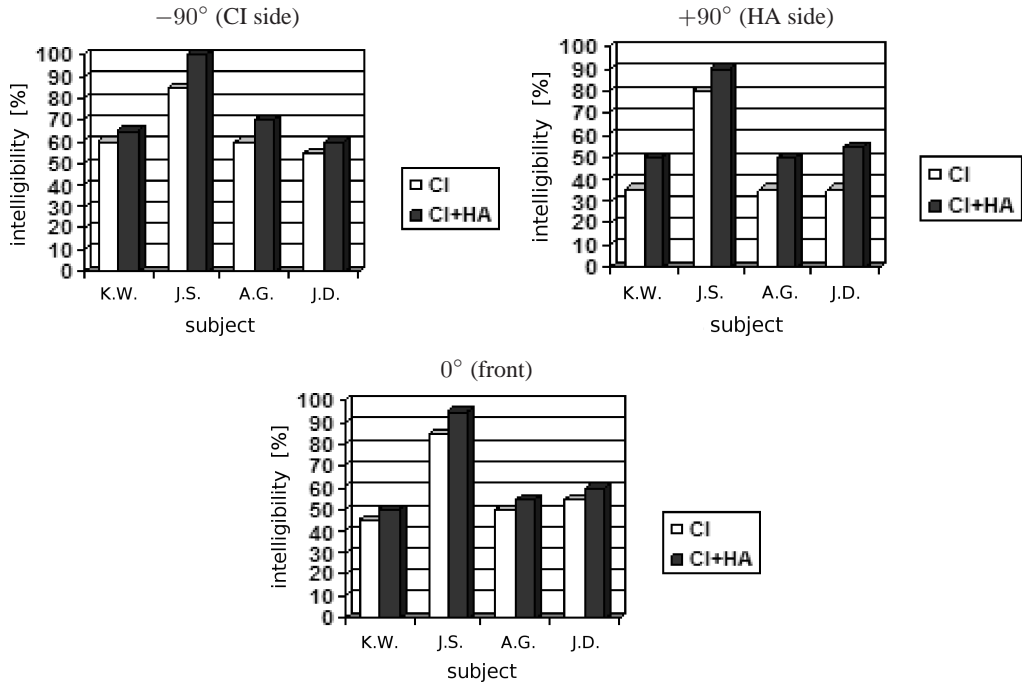 −90° (CI side)
intelligibility [%]
100
90
80
70
60
50
40
30
20
10
0
K.W. J.S. A.G. J.D.
subject
CI
CI+HA
+90° (HA side)
intelligibility [%]
100
90
80
70
60
50
40
30
20
10
0
K.W. J.S. A.G. J.D.
subject
CI
CI+HA
0° (front)
intelligibility [%]
100
90
80
70
60
50
40
30
20
10
0
K.W. J.S. A.G. J.D.
subject
CI
CI+HA